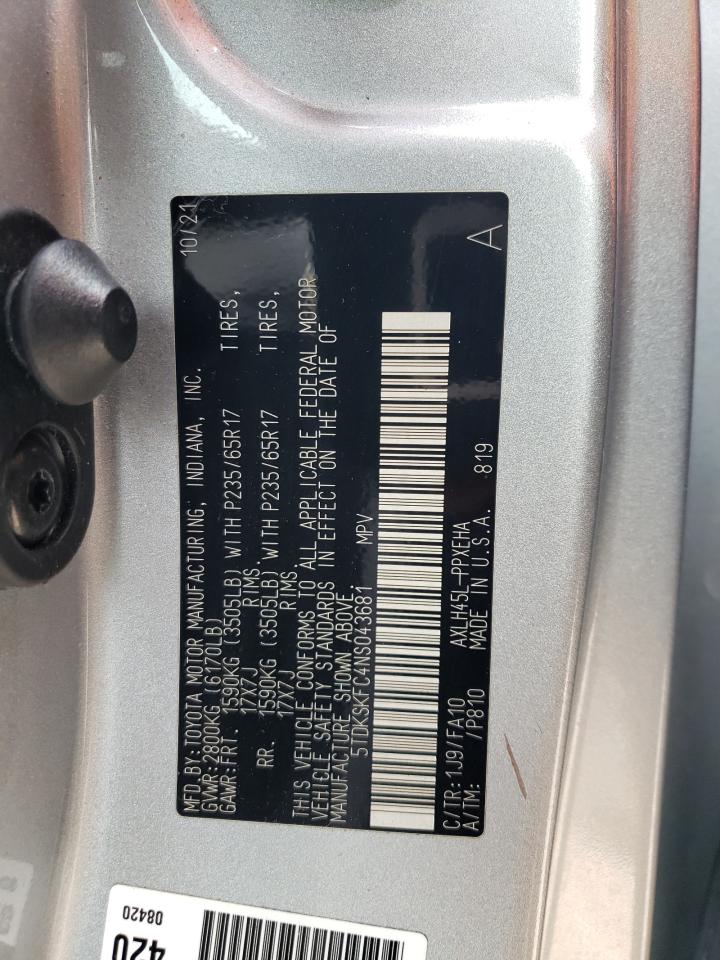 MFD.BY:TOYOTA MOTOR MANUFACTURING, INDIANA, INC. 10/21
GVWR:2800KG (6170LB)
GAWR:FRT. 1590KG (3505LB) WITH P235/65R17 TIRES,
17X7J RIMS.
RR. 1590KG (3505LB) WITH P235/65R17 TIRES,
17X7J RIMS.
THIS VEHICLE CONFORMS TO ALL APPLICABLE FEDERAL MOTOR
VEHICLE SAFETY STANDARDS IN EFFECT ON THE DATE OF
MANUFACTURE SHOWN ABOVE.
5TDKSKFC4NS043681 MPV
C/TR:1J9/FA10 AXLH45L-PPXEHA
A/TM: /P810 MADE IN U.S.A. 819
A
420
08420